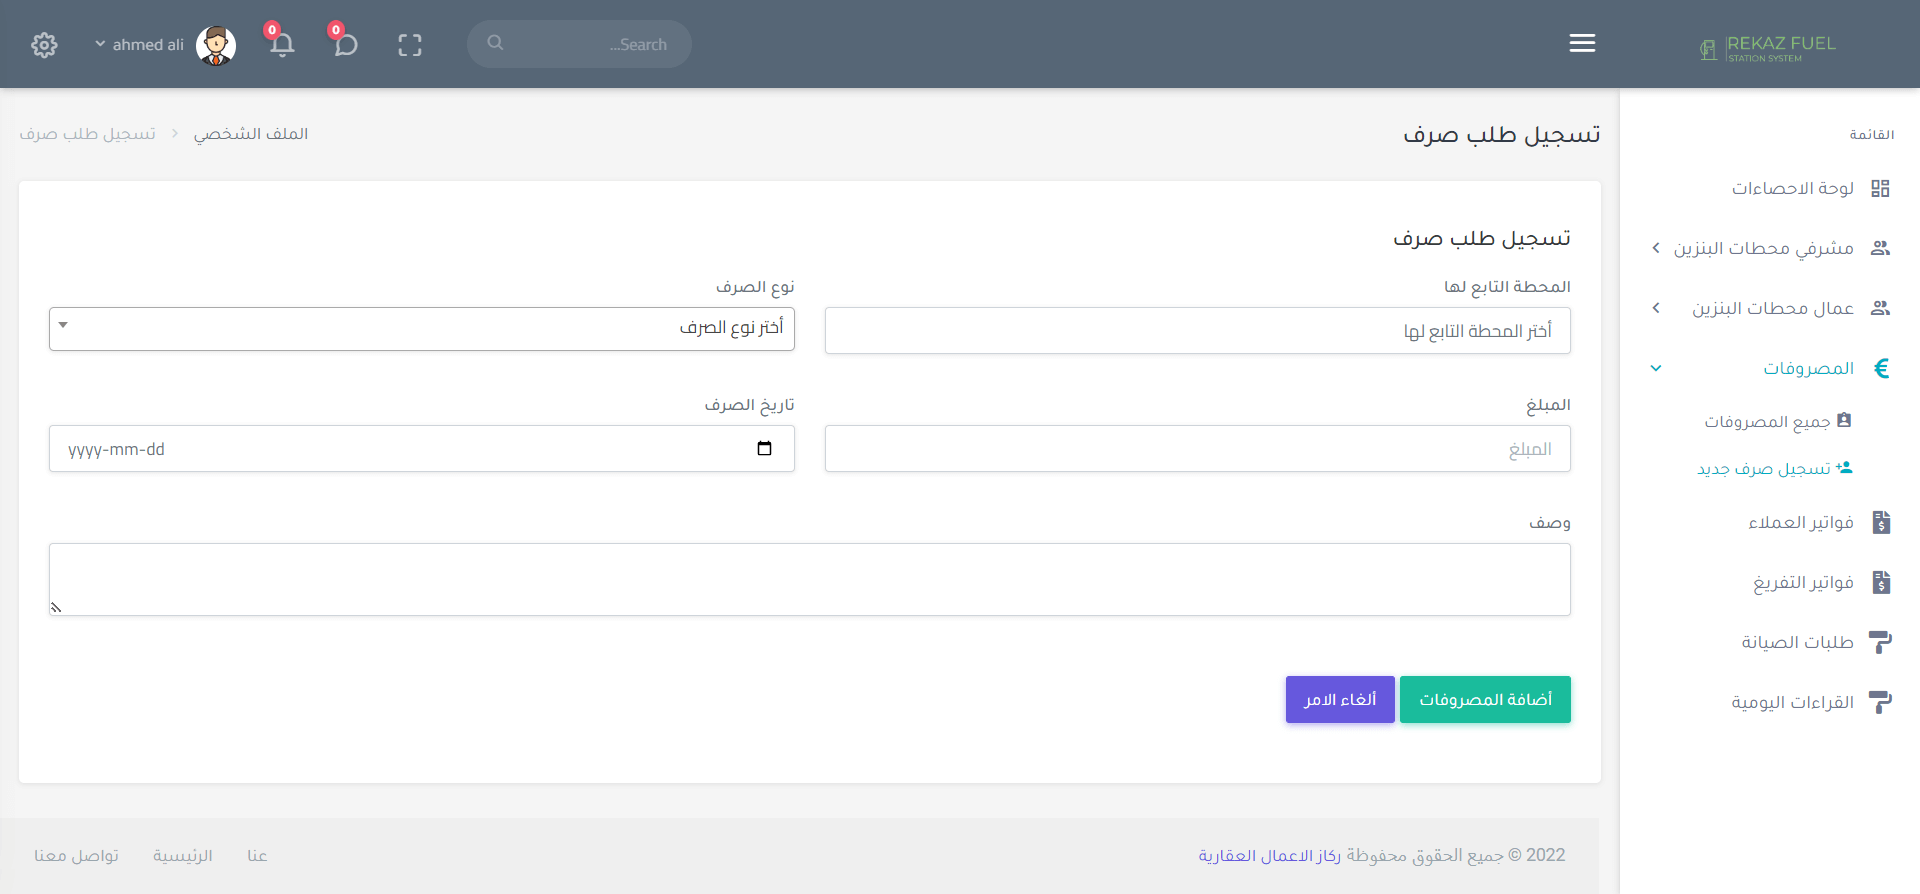 REKAZ FUEL
STATION SYSTEM
Search...
0
0
ahmed ali
القائمة
لوحة الاحصاءات
مشرفي محطات البنزين
عمال محطات البنزين
المصروفات
جميع المصروفات
تسجيل صرف جديد
فواتير العملاء
فواتير التفريغ
طلبات الصيانة
القراءات اليومية
تسجيل طلب صرف
الملف الشخصي
تسجيل طلب صرف
تسجيل طلب صرف
المحطة التابع لها
أختر المحطة التابع لها
نوع الصرف
أختر نوع الصرف
المبلغ
المبلغ
تاريخ الصرف
yyyy-mm-dd
وصف
أضافة المصروفات
ألغاء الامر
2022 © جميع الحقوق محفوظة ركاز الاعمال العقارية
عنا
الرئيسية
تواصل معنا